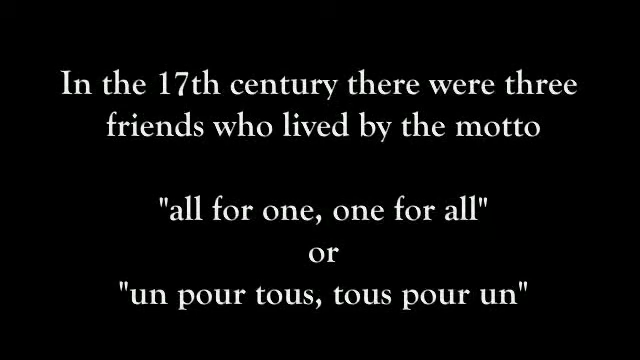 In the 17th century there were three
friends who lived by the motto
"all for one, one for all"
or
"un pour tous, tous pour un"